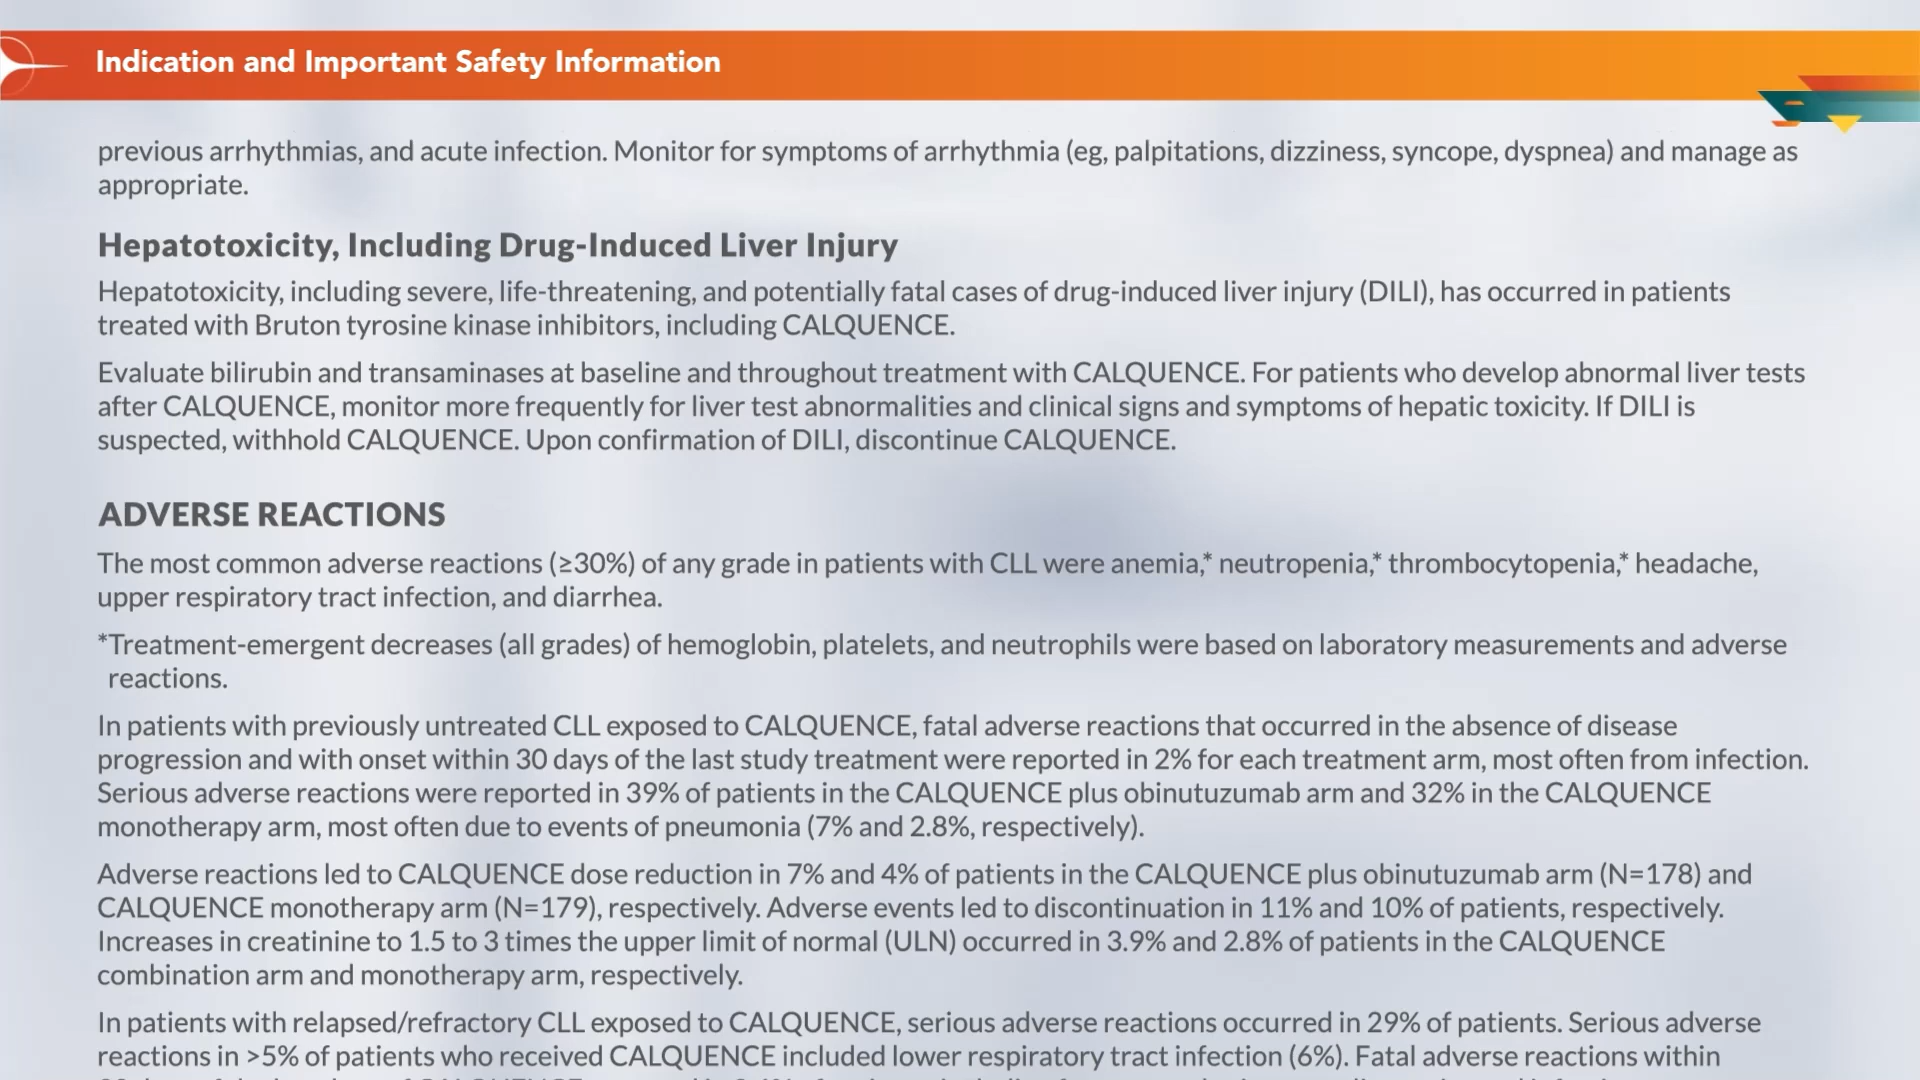 Indication and Important Safety Information
previous arrhythmias, and acute infection. Monitor for symptoms of arrhythmia (eg, palpitations, dizziness, syncope, dyspnea) and manage as
appropriate.
Hepatotoxicity, Including Drug-Induced Liver Injury
Hepatotoxicity, including severe, life-threatening, and potentially fatal cases of drug-induced liver injury (DILI), has occurred in patients
treated with Bruton tyrosine kinase inhibitors, including CALQUENCE.
Evaluate bilirubin and transaminases at baseline and throughout treatment with CALQUENCE. For patients who develop abnormal liver tests
after CALQUENCE, monitor more frequently for liver test abnormalities and clinical signs and symptoms of hepatic toxicity. If DILI is
suspected, withhold CALQUENCE. Upon confirmation of DILI, discontinue CALQUENCE.
ADVERSE REACTIONS
The most common adverse reactions (≥30%) of any grade in patients with CLL were anemia,* neutropenia,* thrombocytopenia,* headache,
upper respiratory tract infection, and diarrhea.
*Treatment-emergent decreases (all grades) of hemoglobin, platelets, and neutrophils were based on laboratory measurements and adverse
reactions.
In patients with previously untreated CLL exposed to CALQUENCE, fatal adverse reactions that occurred in the absence of disease
progression and with onset within 30 days of the last study treatment were reported in 2% for each treatment arm, most often from infection.
Serious adverse reactions were reported in 39% of patients in the CALQUENCE plus obinutuzumab arm and 32% in the CALQUENCE
monotherapy arm, most often due to events of pneumonia (7% and 2.8%, respectively).
Adverse reactions led to CALQUENCE dose reduction in 7% and 4% of patients in the CALQUENCE plus obinutuzumab arm (N=178) and
CALQUENCE monotherapy arm (N=179), respectively. Adverse events led to discontinuation in 11% and 10% of patients, respectively.
Increases in creatinine to 1.5 to 3 times the upper limit of normal (ULN) occurred in 3.9% and 2.8% of patients in the CALQUENCE
combination arm and monotherapy arm, respectively.
In patients with relapsed/refractory CLL exposed to CALQUENCE, serious adverse reactions occurred in 29% of patients. Serious adverse
reactions in >5% of patients who received CALQUENCE included lower respiratory tract infection (6%). Fatal adverse reactions within